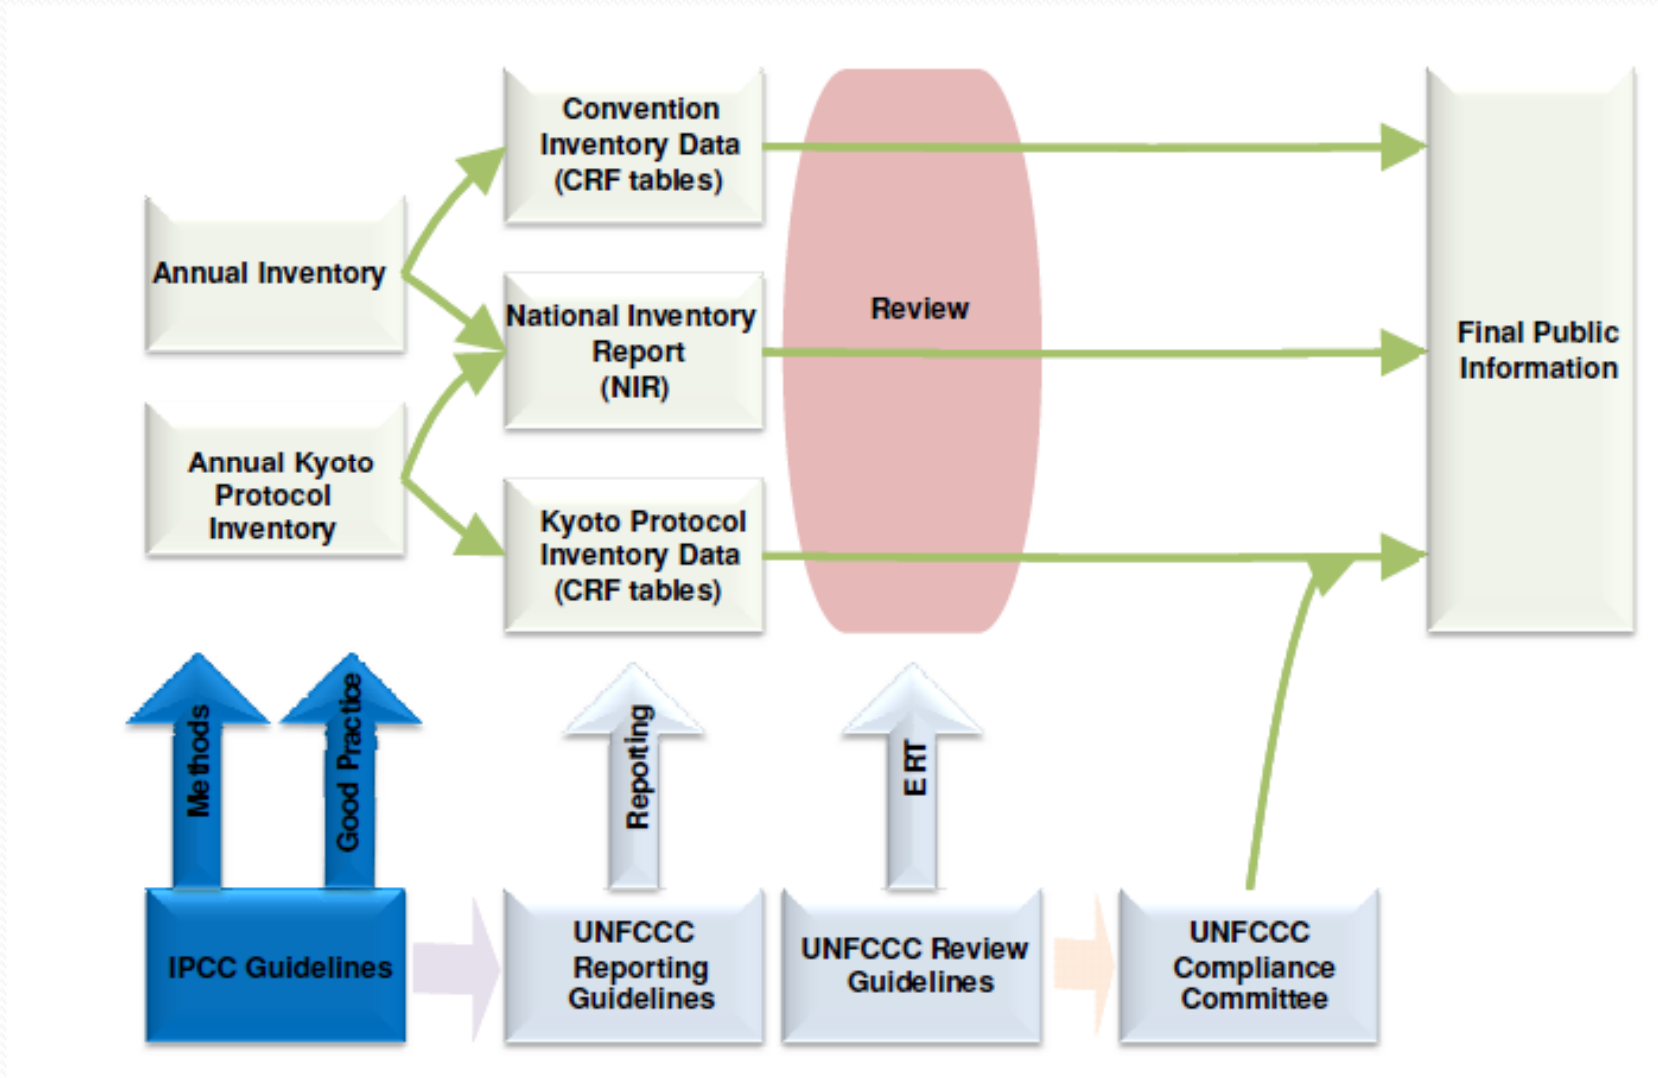 Convention
Inventory Data
(CRF tables)
Annual Inventory
National Inventory
Report
(NIR)
Review
Final Public
Information
Annual Kyoto
Protocol
Inventory
Kyoto Protocol
Inventory Data
(CRF tables)
Methods
Good Practice
Reporting
ERT
IPCC Guidelines
UNFCCC
Reporting
Guidelines
UNFCCC Review
Guidelines
UNFCCC
Compliance
Committee